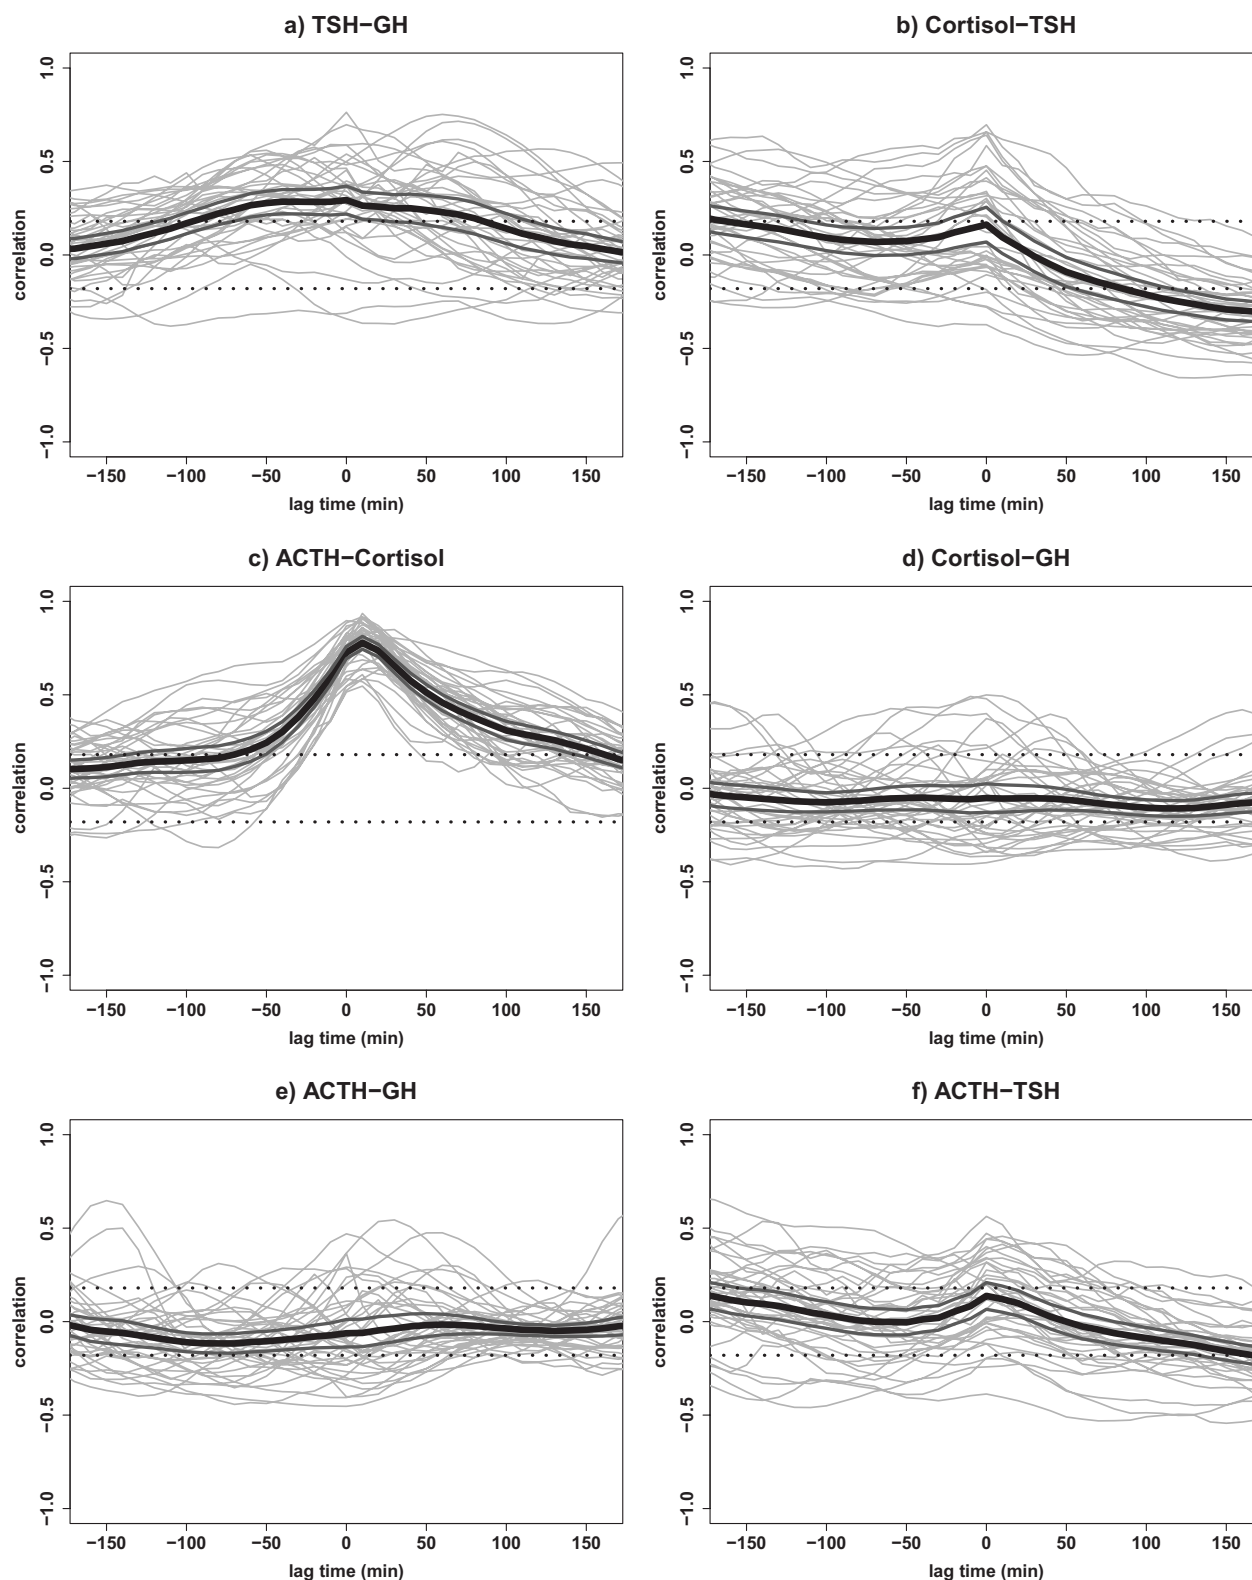 a) TSH−GH
correlation
1.0
0.5
0.0
−0.5
−1.0
−150 −100 −50 0 50 100 150
lag time (min)
b) Cortisol−TSH
correlation
1.0
0.5
0.0
−0.5
−1.0
−150 −100 −50 0 50 100 150
lag time (min)
c) ACTH−Cortisol
correlation
1.0
0.5
0.0
−0.5
−1.0
−150 −100 −50 0 50 100 150
lag time (min)
d) Cortisol−GH
correlation
1.0
0.5
0.0
−0.5
−1.0
−150 −100 −50 0 50 100 150
lag time (min)
e) ACTH−GH
correlation
1.0
0.5
0.0
−0.5
−1.0
−150 −100 −50 0 50 100 150
lag time (min)
f) ACTH−TSH
correlation
1.0
0.5
0.0
−0.5
−1.0
−150 −100 −50 0 50 100 150
lag time (min)